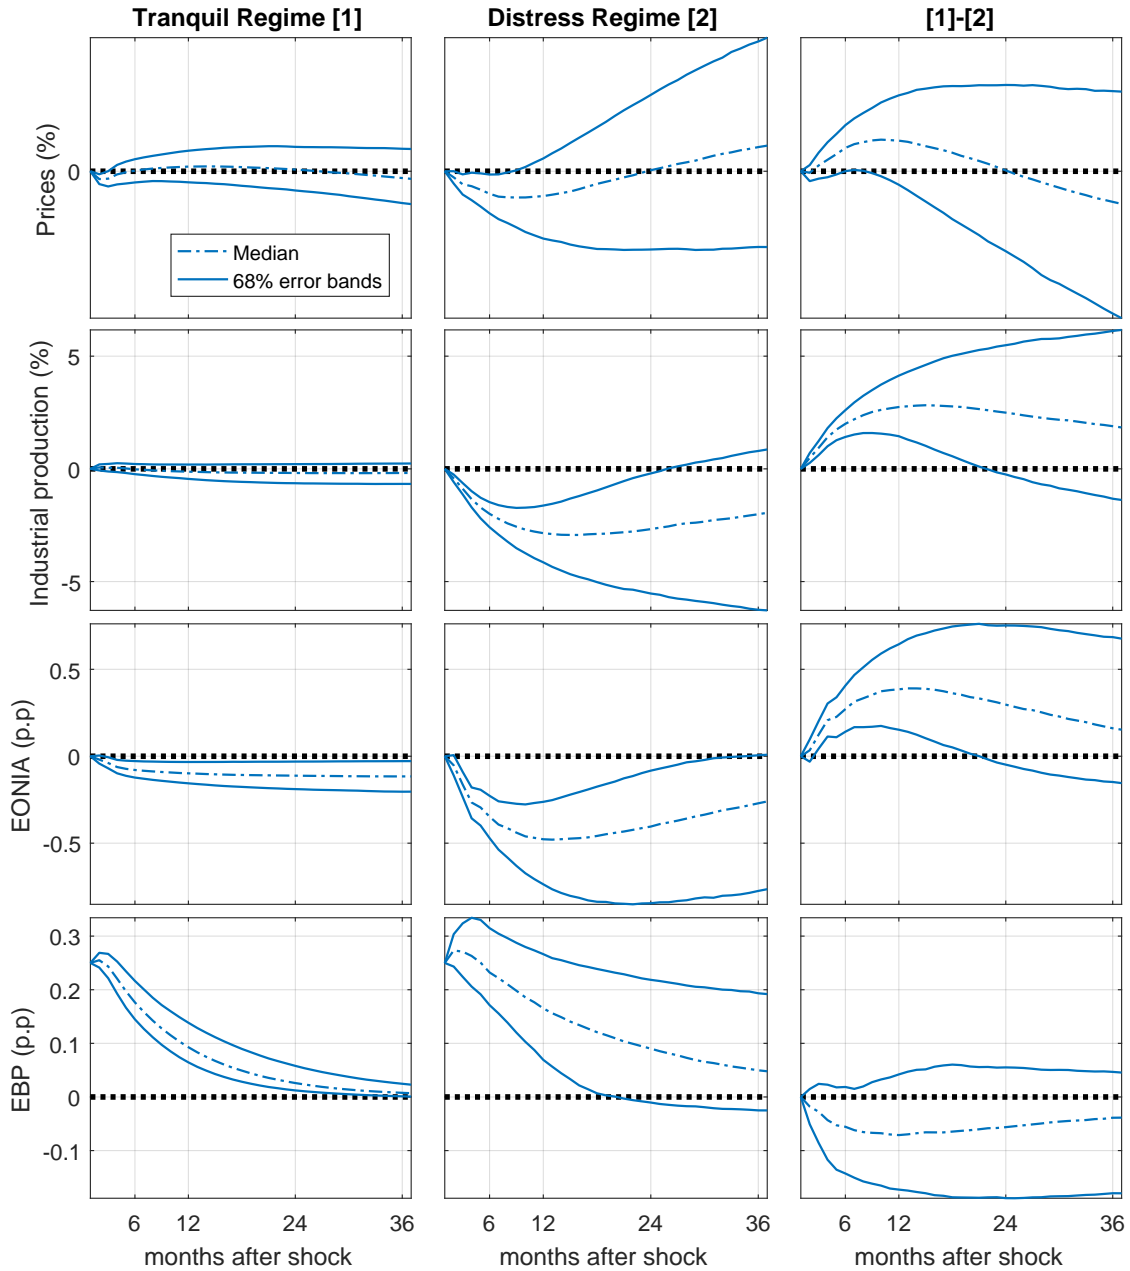 Tranquil Regime [1]
Distress Regime [2]
[1]-[2]
Prices (%)
0
Median
68% error bands
Industrial production (%)
5
0
-5
EONIA (p.p)
0.5
0
-0.5
EBP (p.p)
0.3
0.2
0.1
0
-0.1
6 12 24 36
6 12 24 36
6 12 24 36
months after shock
months after shock
months after shock